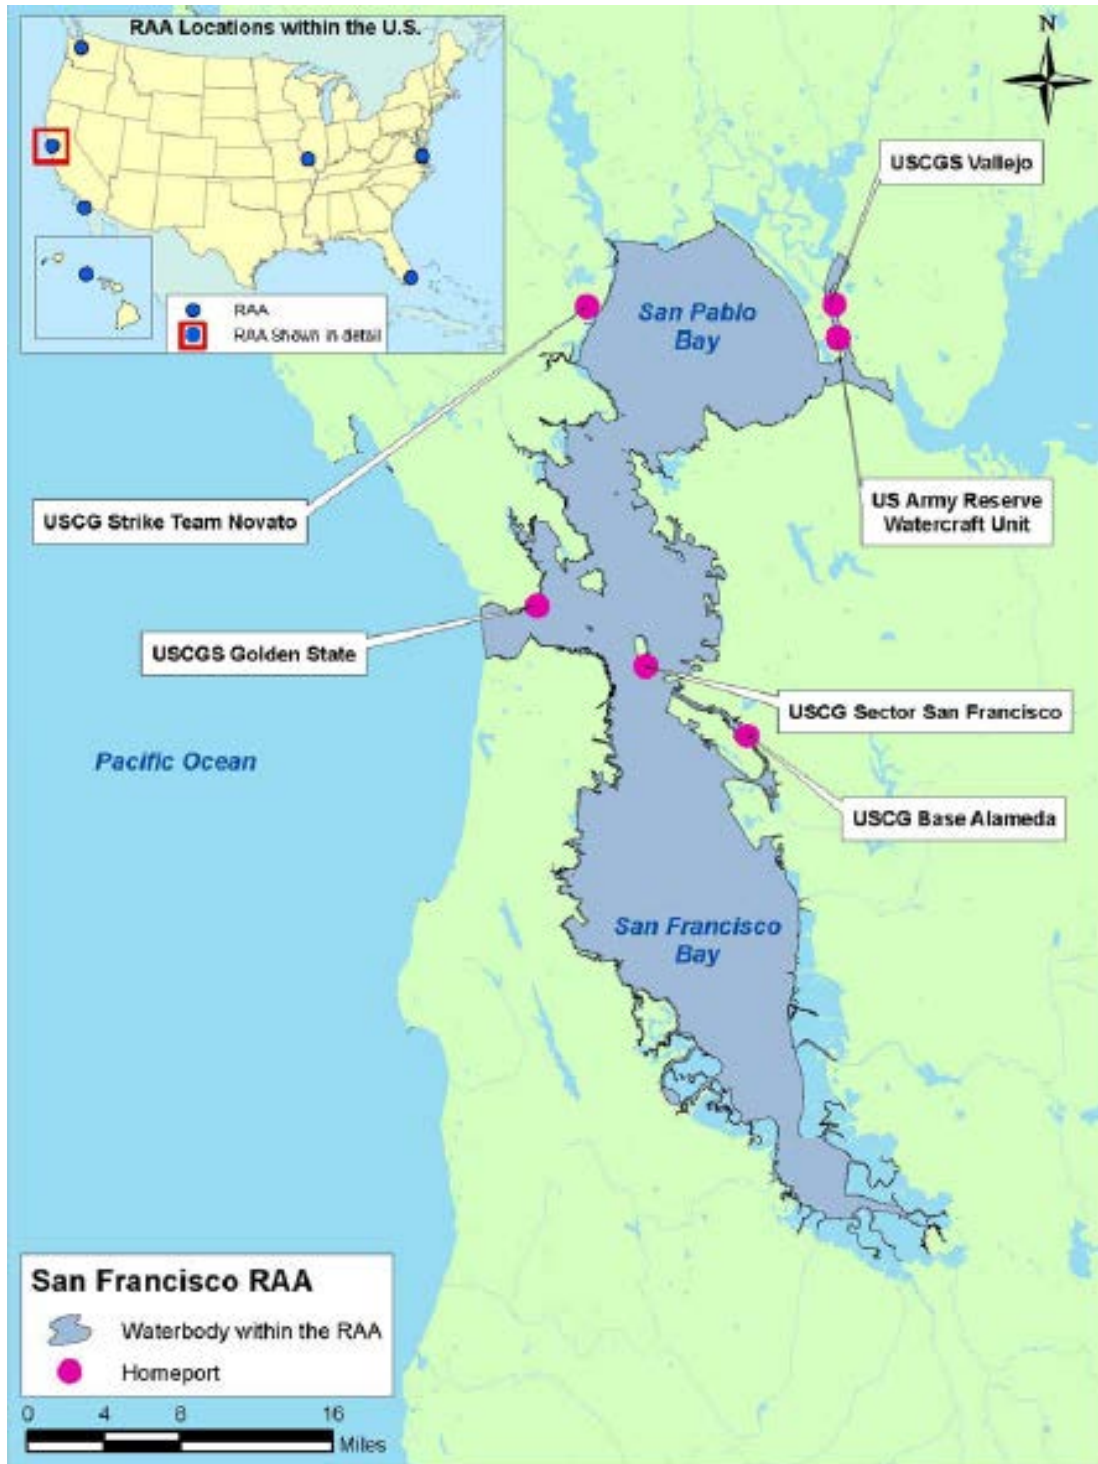 RAA Locations within the U.S.
RAA
RAA Shown in detail
N
USCGS Vallejo
San Pablo
Bay
USCG Strike Team Novato
US Army Reserve
Watercraft Unit
USCGS Golden State
USCG Sector San Francisco
Pacific Ocean
USCG Base Alameda
San Francisco
Bay
San Francisco RAA
Waterbody within the RAA
Homeport
0 4 8 16
Miles